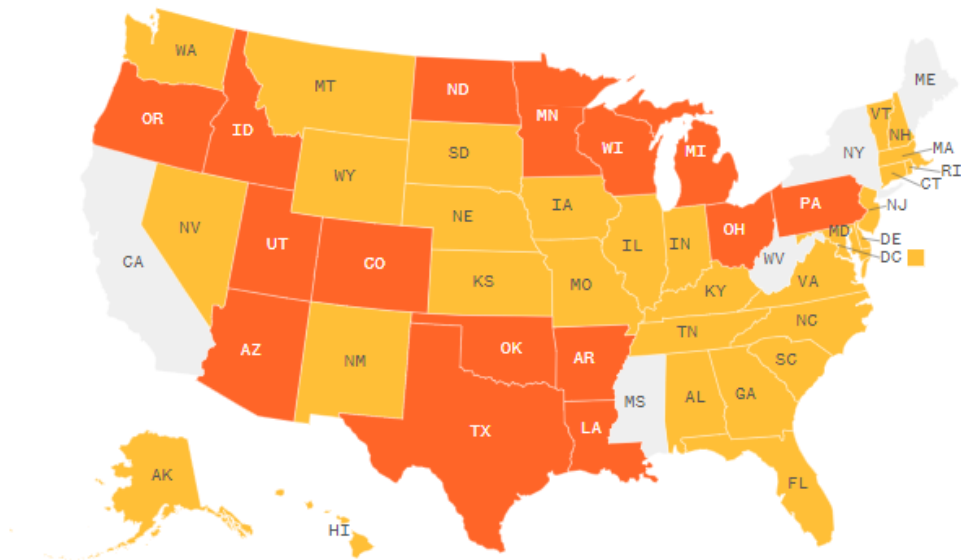 WA
MT
ND
MN
ME
OR
ID
SD
WI
MI
VT
NH
NY
MA
RI
CT
WY
IA
NE
PA
NJ
NV
UT
CO
IL
IN
OH
MD
DE
DC
CA
KS
MO
WV
VA
KY
NC
TN
AZ
NM
OK
AR
SC
MS
AL
GA
TX
LA
AK
FL
HI